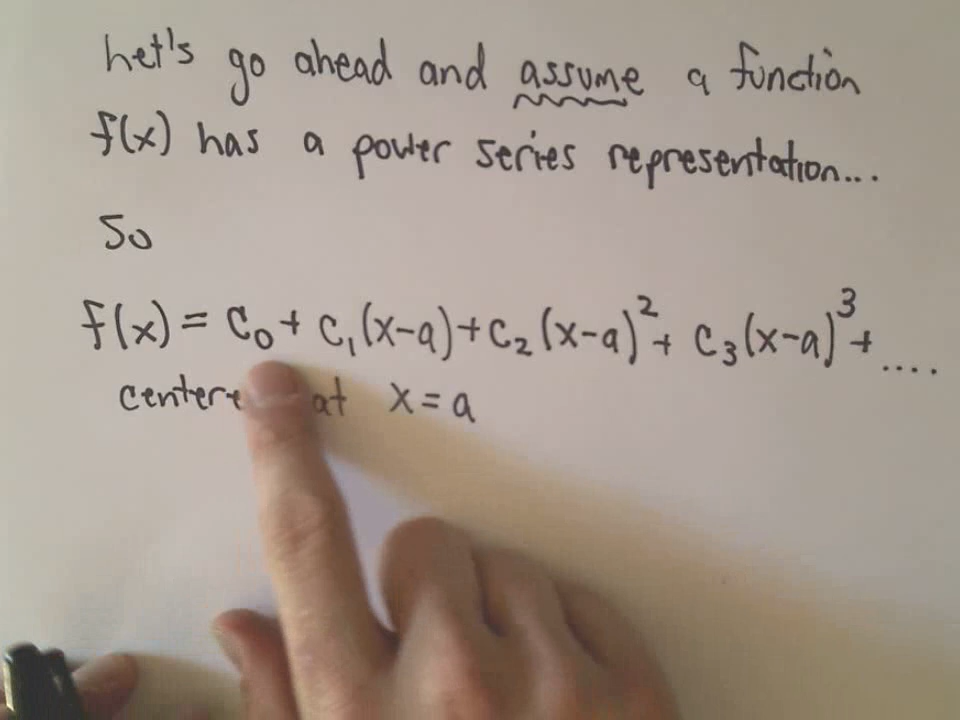 Let's go ahead and assume a function
f(x) has a power series representation...
So
f(x) = c₀ + c₁(x-a) + c₂(x-a)² + c₃(x-a)³ + ....
at x = a